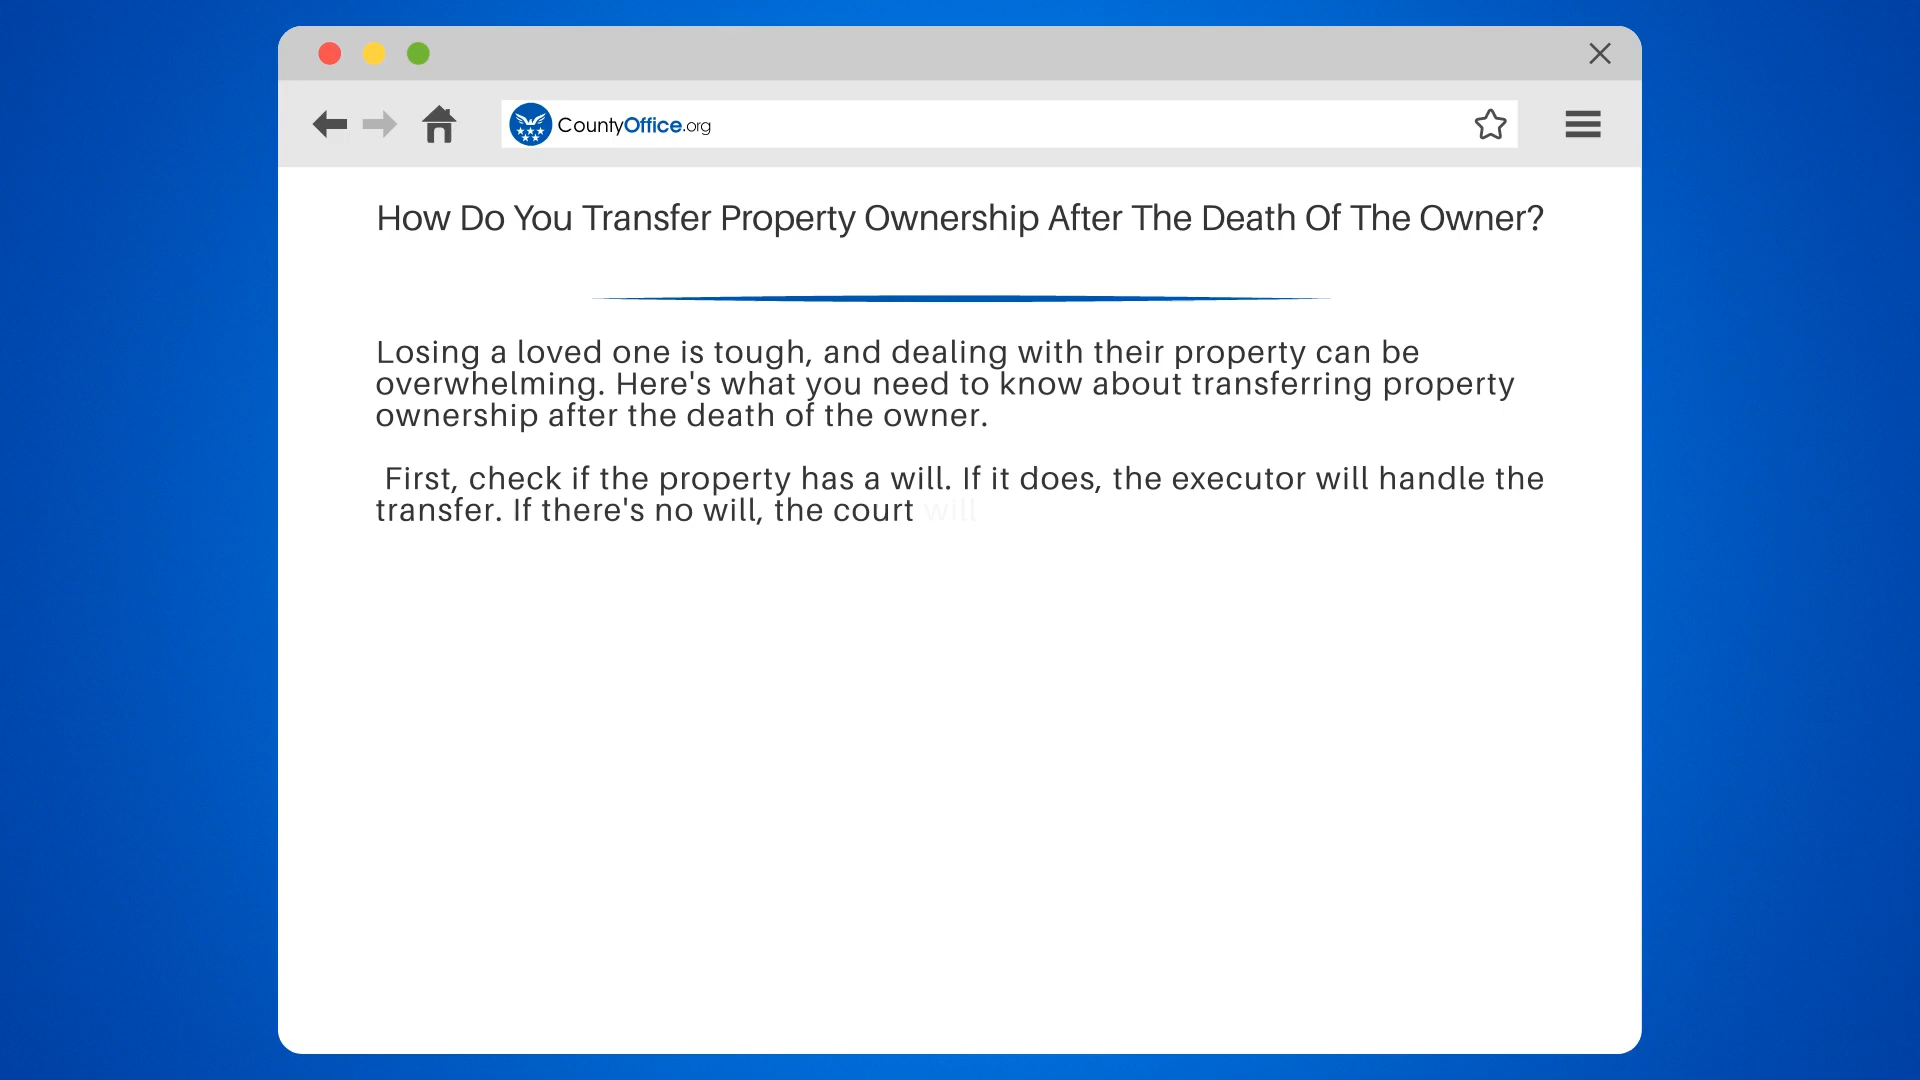 CountyOffice.org
How Do You Transfer Property Ownership After The Death Of The Owner?
Losing a loved one is tough, and dealing with their property can be
overwhelming. Here's what you need to know about transferring property
ownership after the death of the owner.
First, check if the property has a will. If it does, the executor will handle the
transfer. If there's no will, the court will